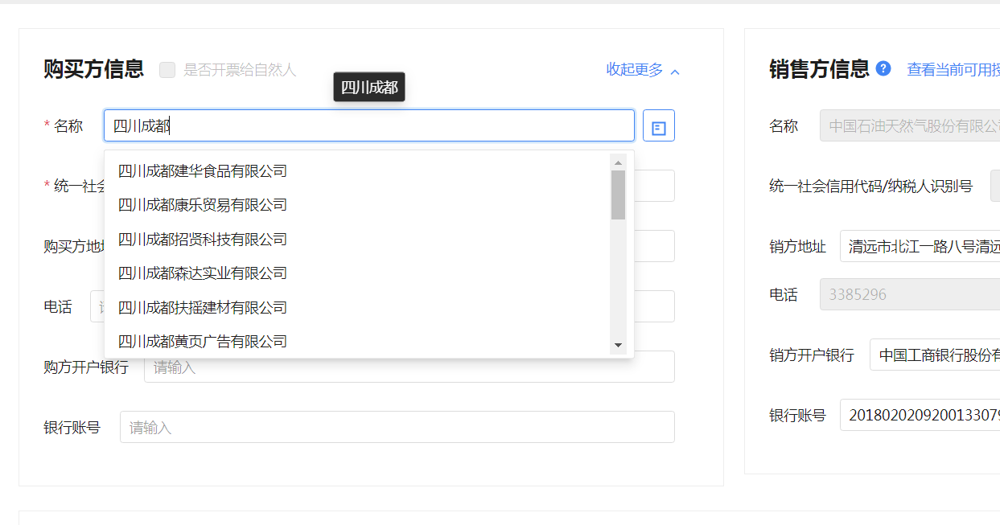 购买方信息
是否开票给自然人
收起更多
四川成都
* 名称
四川成都
四川成都建华食品有限公司
四川成都康乐贸易有限公司
四川成都招贤科技有限公司
四川成都森达实业有限公司
四川成都扶摇建材有限公司
四川成都黄页广告有限公司
* 统一社会
购买方地
电话
购方开户银行
请输入
银行账号
请输入
销售方信息
?
查看当前可用授
名称
中国石油天然气股份有限公
统一社会信用代码/纳税人识别号
销方地址
清远市北江一路八号清远
电话
3385296
销方开户银行
中国工商银行股份有
银行账号
201802020920013307